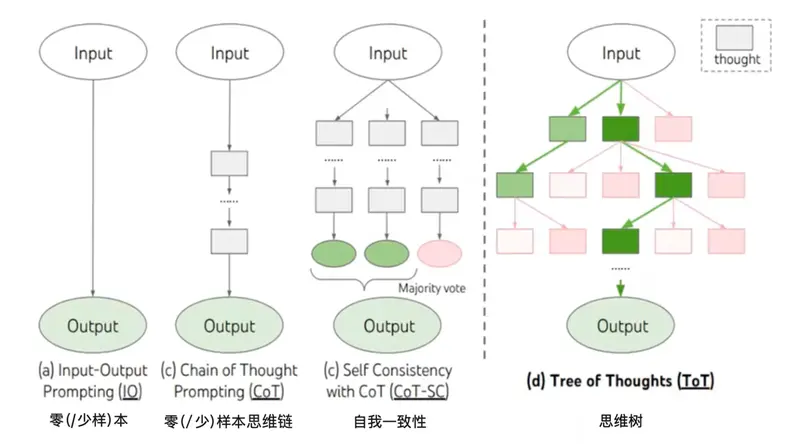 Input
Input
Input
Input
thought
......
......
......
......
......
......
Majority vote
Output
Output
Output
Output
(a) Input-Output
Prompting (IO)
(c) Chain of Thought
Prompting (CoT)
(c) Self Consistency
with CoT (CoT-SC)
(d) Tree of Thoughts (ToT)
零(/少样)本
零(/少)样本思维链
自我一致性
思维树